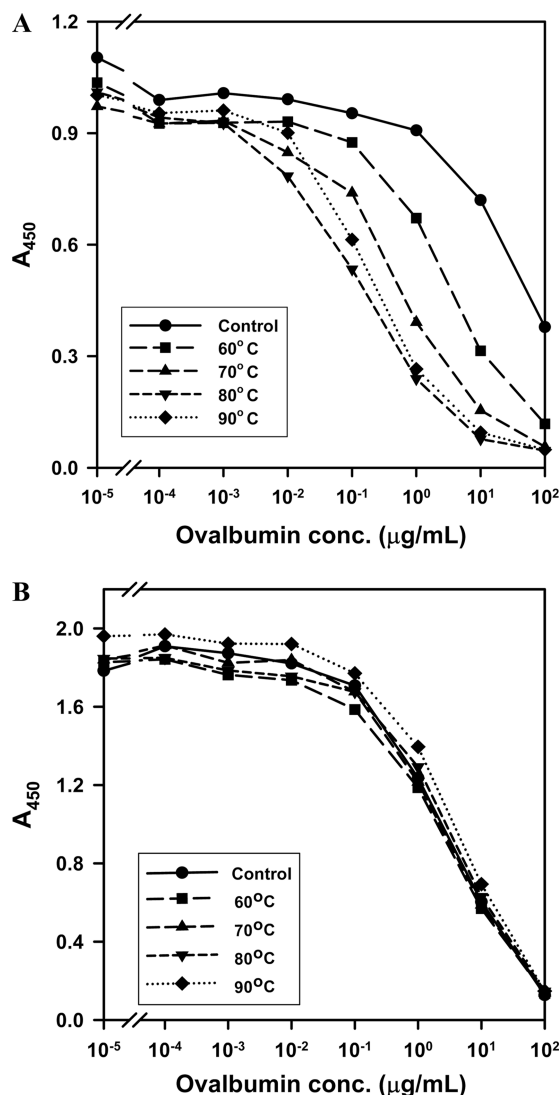 A
1.2
0.9
0.6
0.3
0.0
A450
Control
60° C
70° C
80° C
90° C
10-5 10-4 10-3 10-2 10-1 100 101 102
Ovalbumin conc. (μg/mL)
B
2.0
1.6
1.2
0.8
0.4
0.0
A450
Control
60°C
70°C
80°C
90°C
10-5 10-4 10-3 10-2 10-1 100 101 102
Ovalbumin conc. (μg/mL)